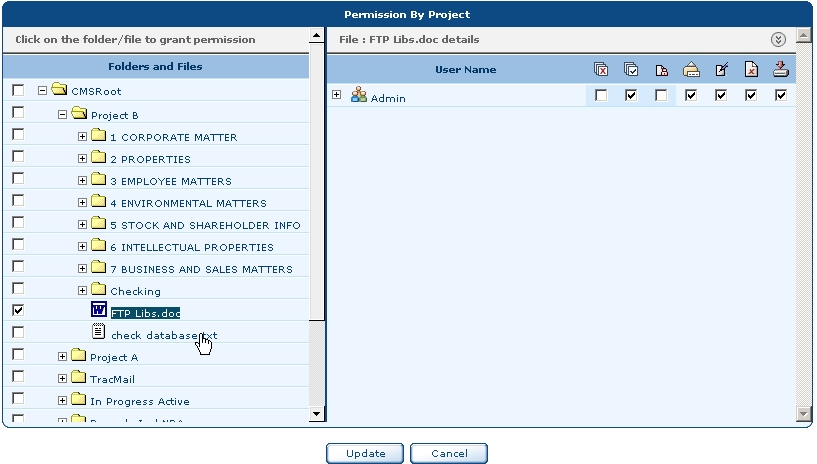 Permission By Project
Click on the folder/file to grant permission
File : FTP Libs.doc details
Folders and Files
User Name
CMSRoot
Admin
Project B
1 CORPORATE MATTER
2 PROPERTIES
3 EMPLOYEE MATTERS
4 ENVIRONMENTAL MATTERS
5 STOCK AND SHAREHOLDER INFO
6 INTELLECTUAL PROPERTIES
7 BUSINESS AND SALES MATTERS
Checking
FTP Libs.doc
check database.txt
Project A
TracMail
In Progress Active
Update
Cancel